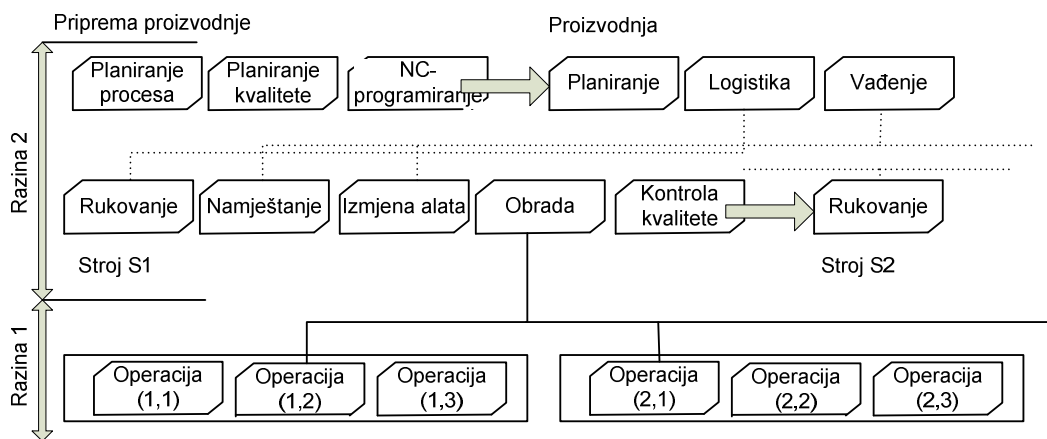 Priprema proizvodnje
Proizvodnja
Planiranje
procesa
Planiranje
kvalitete
NC-
programiranje
Planiranje
Logistika
Vađenje
Razina 2
Rukovanje
Namještanje
Izmjena alata
Obrada
Kontrola
kvalitete
Rukovanje
Stroj S1
Stroj S2
Razina 1
Operacija
(1,1)
Operacija
(1,2)
Operacija
(1,3)
Operacija
(2,1)
Operacija
(2,2)
Operacija
(2,3)